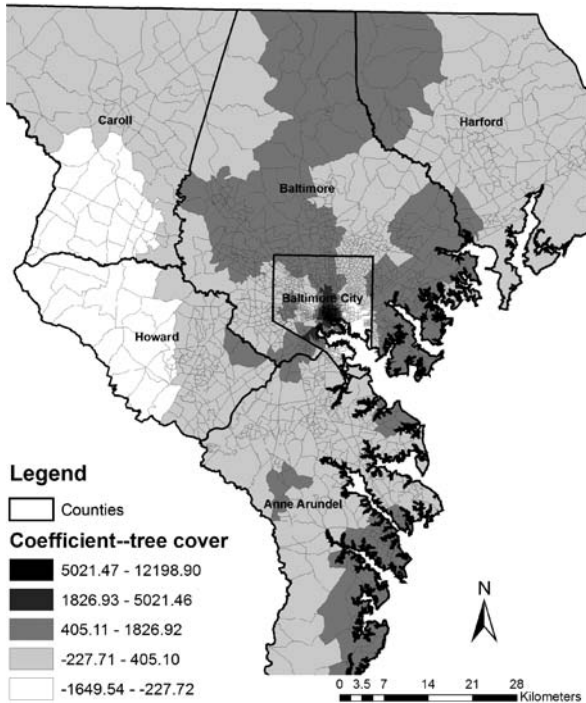 Caroll
Harford
Baltimore
Baltimore City
Howard
Anne Arundel
Legend
Counties
Coefficient--tree cover
5021.47 - 12198.90
1826.93 - 5021.46
405.11 - 1826.92
-227.71 - 405.10
-1649.54 - -227.72
N
0 3.5 7 14 21 28
Kilometers